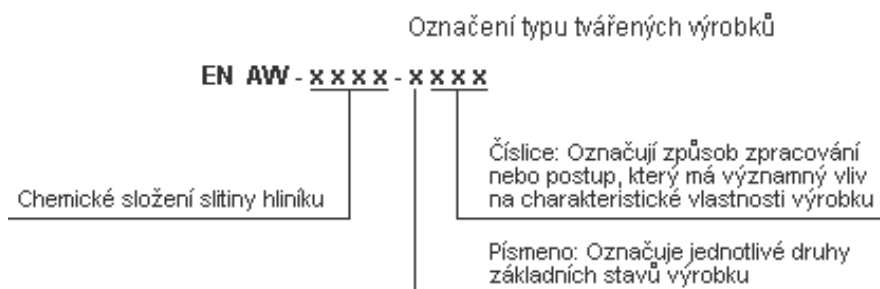 Označení typu tvářených výrobků
EN AW - x x x x - x x x x
Číslice: Označují způsob zpracování
nebo postup, který má významný vliv
na charakteristické vlastnosti výrobku
Chemické složení slitiny hliníku
Písmeno: Označuje jednotlivé druhy
základních stavů výrobku